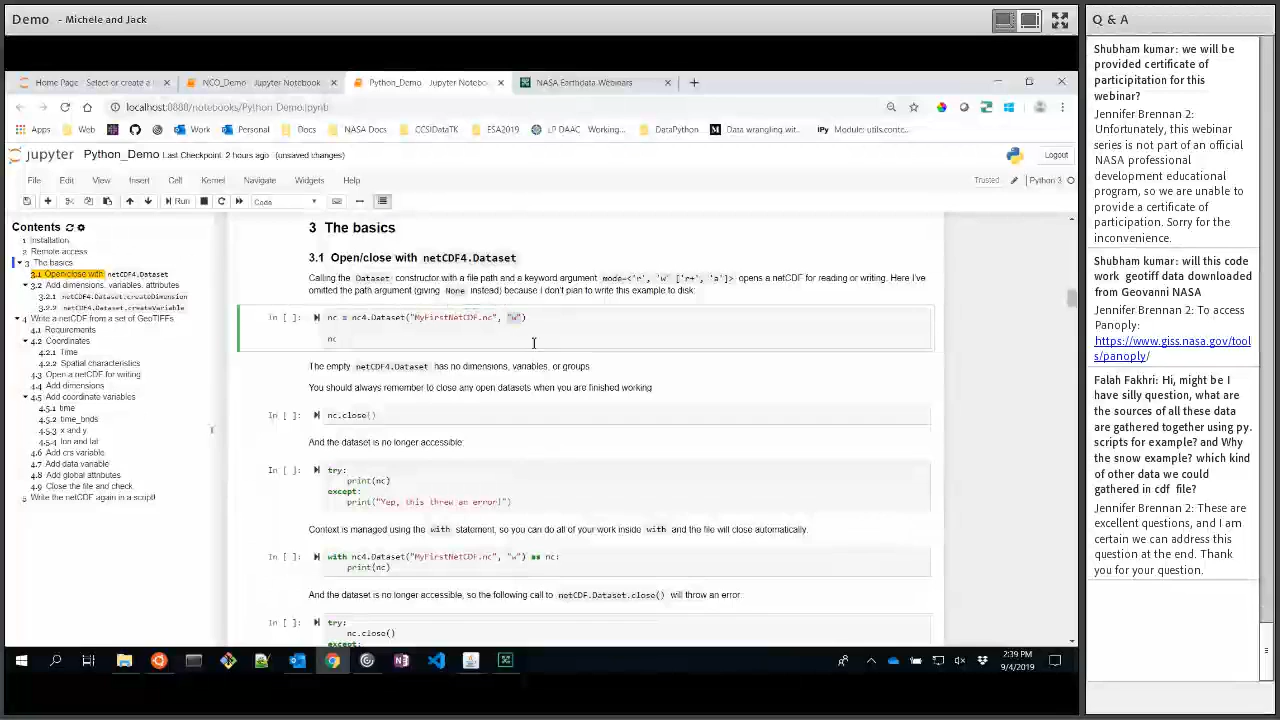 Demo - Michele and Jack
Home Page Select or create a
NCO_Demo Jupyter Notebook
Python_Demo Jupyter Notebo
NASA Earthdata Webinars
localhost:8888/notebooks/Python Demo.ipynb
Apps Web Work Personal Docs NASA Docs CCSIDataTK ESA2019 LP DAAC Working... DataPython Data wrangling wit... Module: utils.conte...
jupyter Python_Demo Last Checkpoint: 2 hours ago (unsaved changes) Logout
File Edit View Insert Cell Kernel Navigate Widgets Help Trusted Python 3
Run Code
Contents
1 Installation
2 Remote access
3 The basics
3.1 Open/close with netCDF4.Dataset
3.2 Add dimensions, variables, attributes
3.2.1 netCDF4.Dataset.createDimension
3.2.2 netCDF4.Dataset.createVariable
4 Write a netCDF from a set of GeoTIFFs
4.1 Requirements
4.2 Coordinates
4.2.1 Time
4.2.2 Spatial characteristics
4.3 Open a netCDF for writing
4.4 Add dimensions
4.5 Add coordinate variables
4.5.1 time
4.5.2 time_bnds
4.5.3 x and y
4.5.4 lon and lat
4.6 Add crs variable
4.7 Add data variable
4.8 Add global attributes
4.9 Close the file and check
5 Write the netCDF again in a script!
3 The basics
3.1 Open/close with netCDF4.Dataset
Calling the Dataset constructor with a file path and a keyword argument mode=<'r', 'w' ['r+', 'a']> opens a netCDF for reading or writing. Here I've
omitted the path argument (giving None instead) because I don't plan to write this example to disk:
In [ ]: nc = nc4.Dataset("MyFirstNetCDF.nc", "w")
nc
The empty netCDF4.Dataset has no dimensions, variables, or groups
You should always remember to close any open datasets when you are finished working
In [ ]: nc.close()
And the dataset is no longer accessible:
In [ ]: try:
print(nc)
except:
print("Yep, this threw an error!")
Context is managed using the with statement, so you can do all of your work inside with and the file will close automatically.
In [ ]: with nc4.Dataset("MyFirstNetCDF.nc", "w") as nc:
print(nc)
And the dataset is no longer accessible, so the following call to netCDF.Dataset.close() will throw an error:
In [ ]: try:
nc.close()
except:
2:39 PM
9/4/2019
Q & A
Shubham kumar: we will be
provided certificate of
participitation for this
webinar?
Jennifer Brennan 2:
Unfortunately, this webinar
series is not part of an official
NASA professional
development educational
program, so we are unable to
provide a certificate of
participation. Sorry for the
inconvenience.
Shubham kumar: will this code
work geotiff data downloaded
from Geovanni NASA
Jennifer Brennan 2: To access
Panoply:
https://www.giss.nasa.gov/tool
s/panoply/
Falah Fakhri: Hi, might be I
have silly question, what are
the sources of all these data
are gathered together using py.
scripts for example? and Why
the snow example? which kind
of other data we could
gathered in cdf file?
Jennifer Brennan 2: These are
excellent questions, and I am
certain we can address this
question at the end. Thank
you for your question.